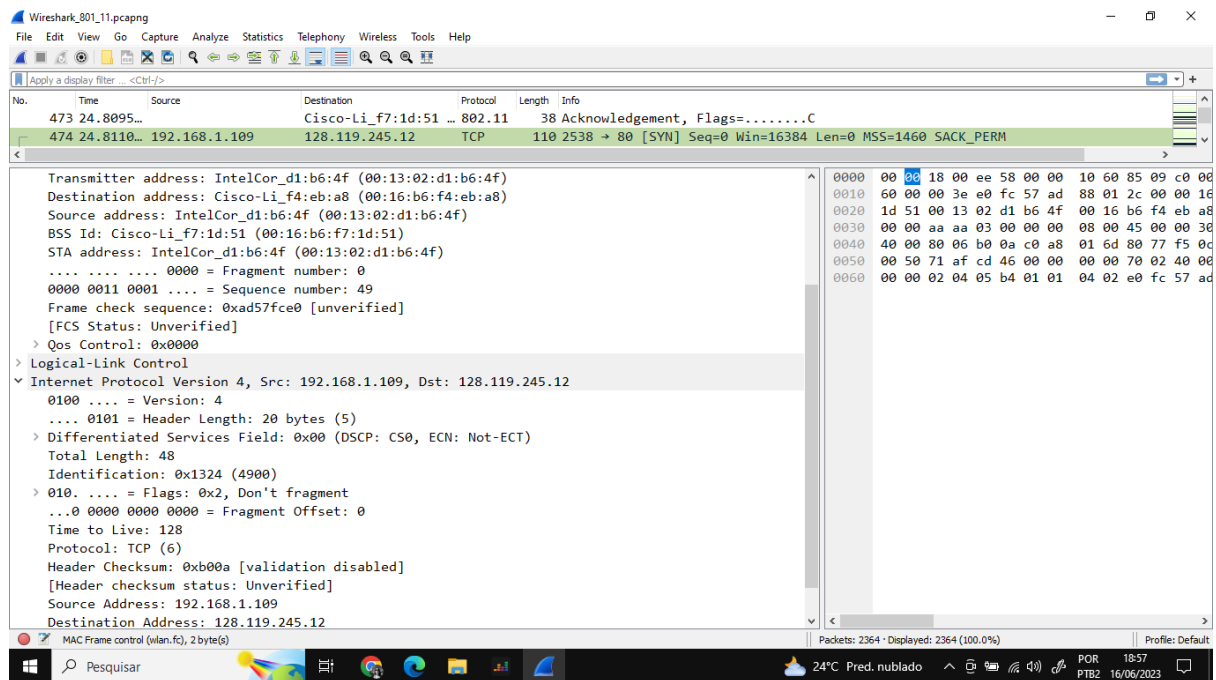 Wireshark_801_11.pcapng
File Edit View Go Capture Analyze Statistics Telephony Wireless Tools Help
Apply a display filter ... <Ctrl-/>
No. Time Source Destination Protocol Length Info
473 24.8095… Cisco-Li_f7:1d:51 … 802.11 38 Acknowledgement, Flags=........C
474 24.8110… 192.168.1.109 128.119.245.12 TCP 110 2538 → 80 [SYN] Seq=0 Win=16384 Len=0 MSS=1460 SACK_PERM
Transmitter address: IntelCor_d1:b6:4f (00:13:02:d1:b6:4f)
Destination address: Cisco-Li_f4:eb:a8 (00:16:b6:f4:eb:a8)
Source address: IntelCor_d1:b6:4f (00:13:02:d1:b6:4f)
BSS Id: Cisco-Li_f7:1d:51 (00:16:b6:f7:1d:51)
STA address: IntelCor_d1:b6:4f (00:13:02:d1:b6:4f)
.... .... .... 0000 = Fragment number: 0
0000 0011 0001 .... = Sequence number: 49
Frame check sequence: 0xad57fce0 [unverified]
[FCS Status: Unverified]
> Qos Control: 0x0000
> Logical-Link Control
Internet Protocol Version 4, Src: 192.168.1.109, Dst: 128.119.245.12
0100 .... = Version: 4
.... 0101 = Header Length: 20 bytes (5)
> Differentiated Services Field: 0x00 (DSCP: CS0, ECN: Not-ECT)
Total Length: 48
Identification: 0x1324 (4900)
> 010. .... = Flags: 0x2, Don't fragment
...0 0000 0000 0000 = Fragment Offset: 0
Time to Live: 128
Protocol: TCP (6)
Header Checksum: 0xb00a [validation disabled]
[Header checksum status: Unverified]
Source Address: 192.168.1.109
Destination Address: 128.119.245.12
0000 00 00 18 00 ee 58 00 00 10 60 85 09 c0 00
0010 60 00 00 3e e0 fc 57 ad 88 01 2c 00 00 16
0020 1d 51 00 13 02 d1 b6 4f 00 16 b6 f4 eb a8
0030 00 00 aa aa 03 00 00 00 08 00 45 00 00 30
0040 40 00 80 06 b0 0a c0 a8 01 6d 80 77 f5 0c
0050 00 50 71 af cd 46 00 00 00 00 70 02 40 00
0060 00 00 02 04 05 b4 01 01 04 02 e0 fc 57 ad
MAC Frame control (wlan.fc), 2 byte(s)
Packets: 2364 · Displayed: 2364 (100.0%)
Profile: Default
Pesquisar
24°C Pred. nublado
POR
PTB2
18:57
16/06/2023